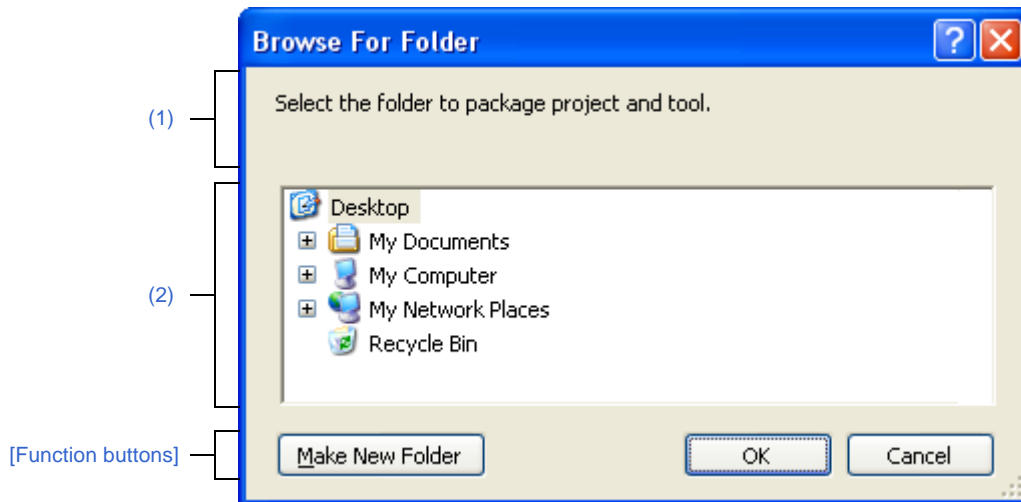 Browse For Folder
(1)
Select the folder to package project and tool.
(2)
Desktop
My Documents
My Computer
My Network Places
Recycle Bin
[Function buttons]
Make New Folder OK Cancel